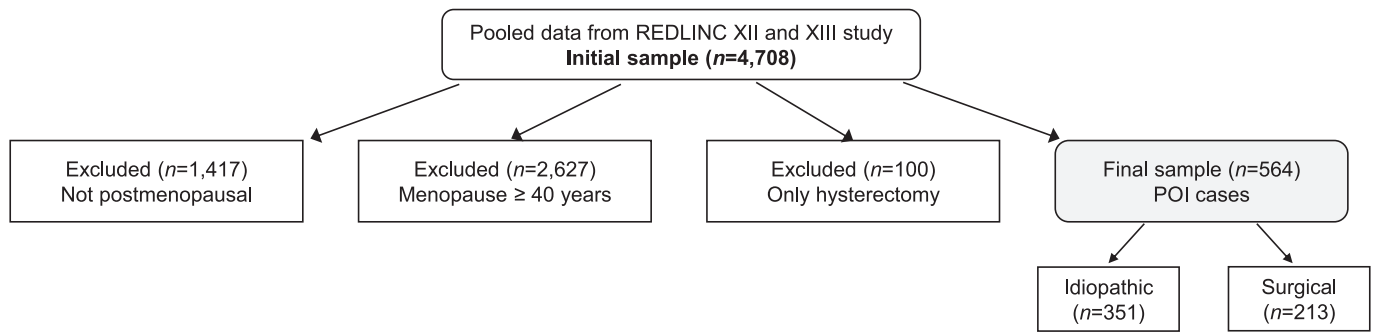 Pooled data from REDLINC XII and XIII study
Initial sample (n=4,708)
Excluded (n=1,417)
Not postmenopausal
Excluded (n=2,627)
Menopause ≥ 40 years
Excluded (n=100)
Only hysterectomy
Final sample (n=564)
POI cases
Idiopathic
(n=351)
Surgical
(n=213)